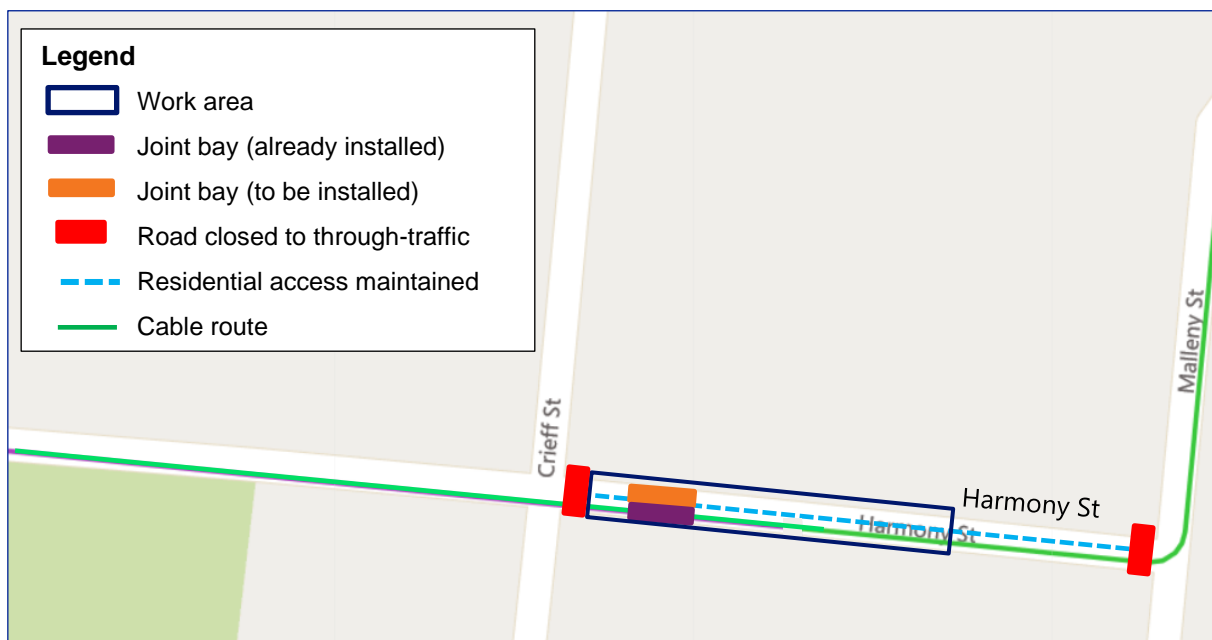 Legend
Work area
Joint bay (already installed)
Joint bay (to be installed)
Road closed to through-traffic
Residential access maintained
Cable route
Malleny St
Crieff St
Harmony St
Harmony St